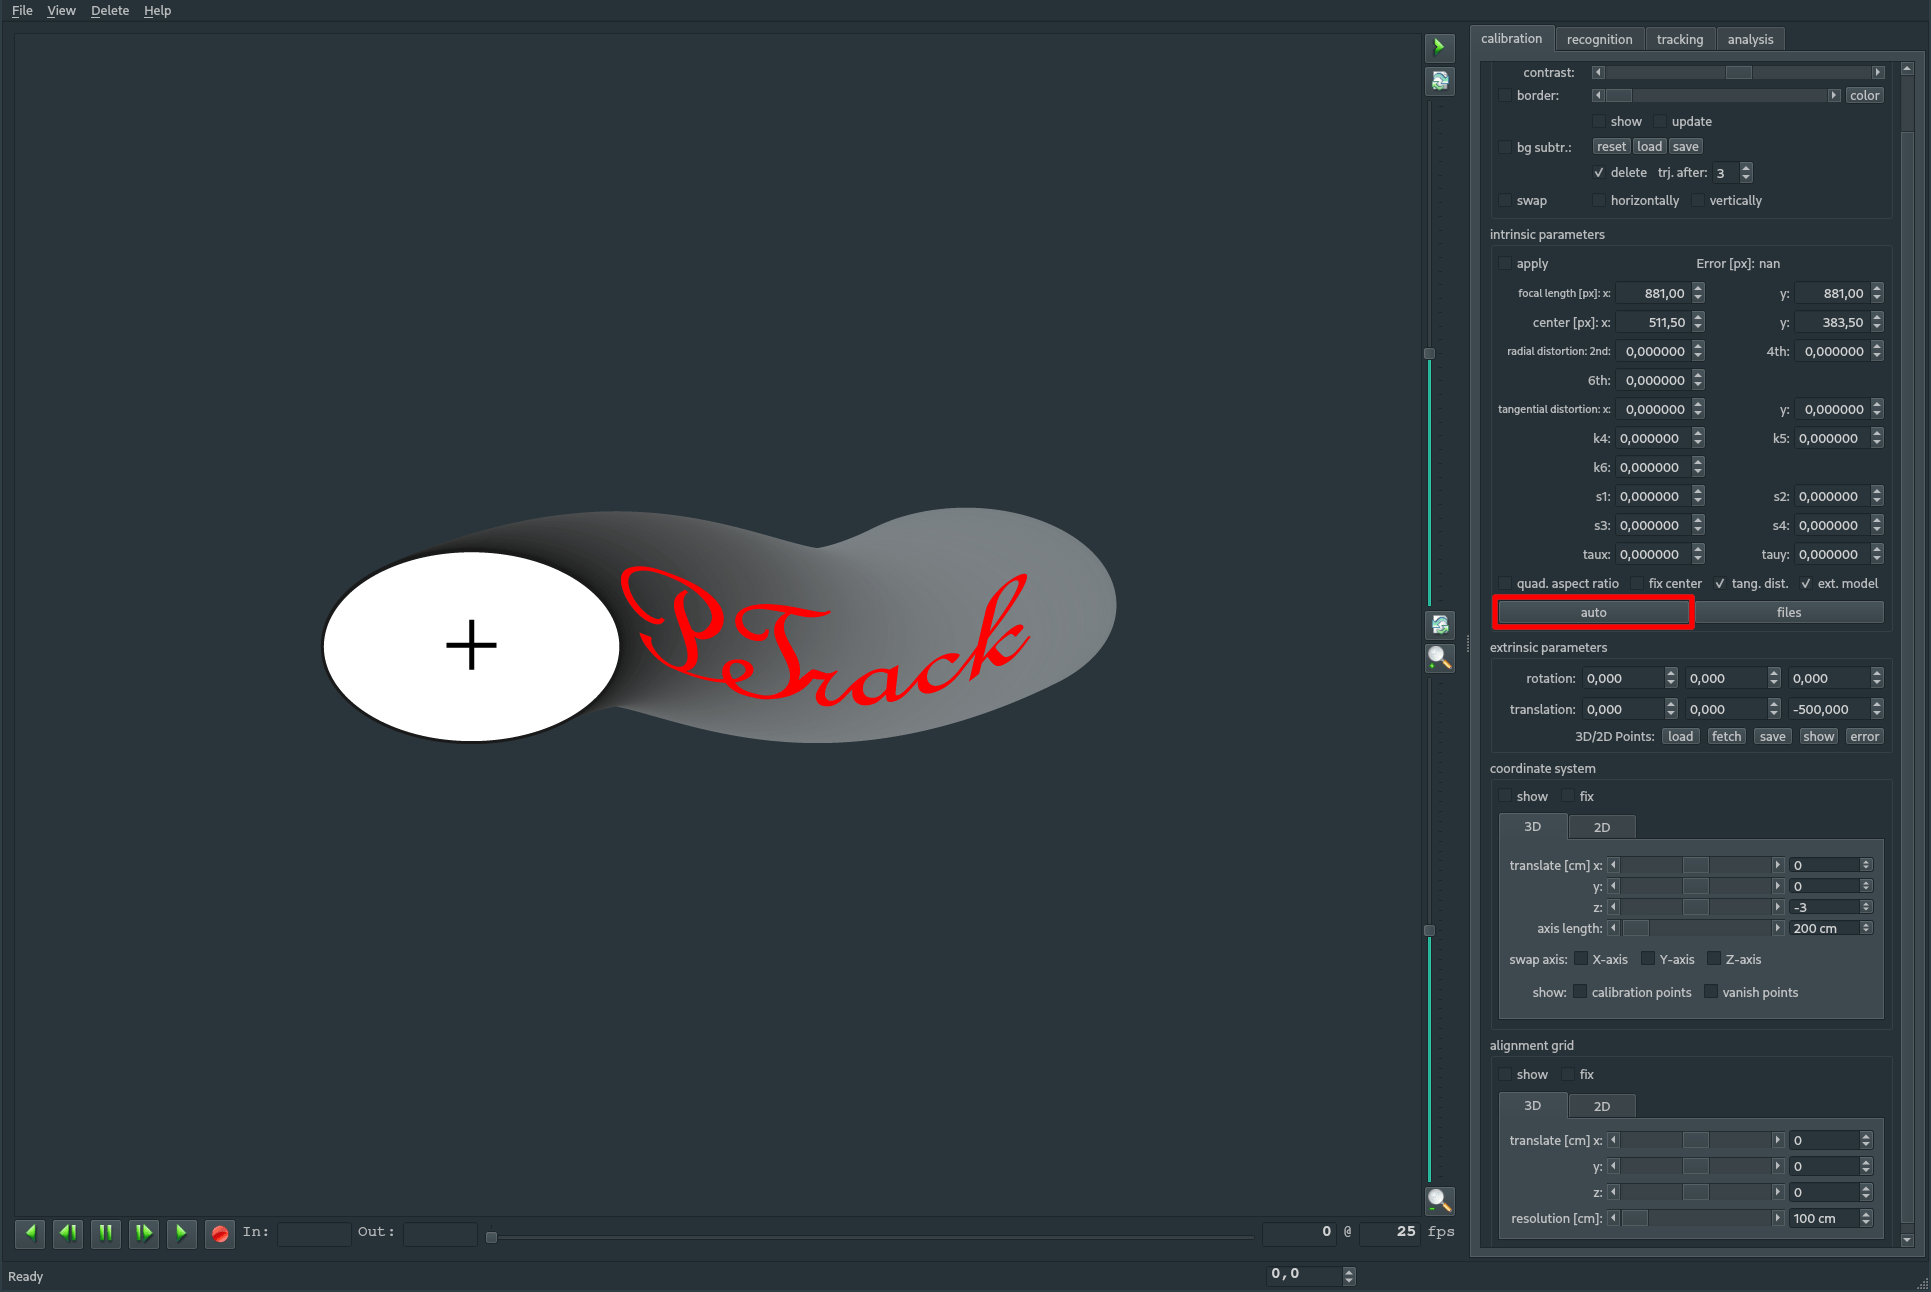 File View Delete Help
calibration recognition tracking analysis
contrast:
border: color
show update
bg subtr.: reset load save
delete trj. after: 3
swap horizontally vertically
intrinsic parameters
apply Error [px]: nan
focal length [px]: x: 881,00 y: 881,00
center [px]: x: 511,50 y: 383,50
radial distortion: 2nd: 0,000000 4th: 0,000000
6th: 0,000000
tangential distortion: x: 0,000000 y: 0,000000
k4: 0,000000 k5: 0,000000
k6: 0,000000
s1: 0,000000 s2: 0,000000
s3: 0,000000 s4: 0,000000
taux: 0,000000 tauy: 0,000000
quad. aspect ratio fix center tang. dist. ext. model
auto files
extrinsic parameters
rotation: 0,000 0,000 0,000
translation: 0,000 0,000 -500,000
3D/2D Points: load fetch save show error
coordinate system
show fix
3D 2D
translate [cm] x: 0
y: 0
z: -3
axis length: 200 cm
swap axis: X-axis Y-axis Z-axis
show: calibration points vanish points
alignment grid
show fix
3D 2D
translate [cm] x: 0
y: 0
z: 0
resolution [cm]: 100 cm
PeTrack
In: Out: 0 @ 25 fps
Ready 0,0